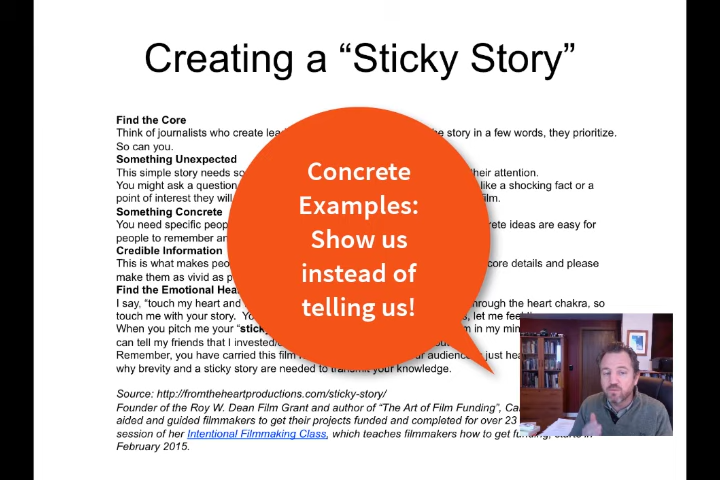 Creating a “Sticky Story”
Find the Core
Think of journalists who create lea
e story in a few words, they prioritize.
So can you.
Something Unexpected
This simple story needs so
heir attention.
You might ask a question
like a shocking fact or a
point of interest they will
film.
Something Concrete
You need specific peop
rete ideas are easy for
people to remember an
Credible Information
This is what makes peop
core details and please
make them as vivid as p
Find the Emotional Hea
I say, “touch my heart and
through the heart chakra, so
touch me with your story. Yo
s, let me feel
When you pitch me your “stick
m in my min
can tell my friends that I invested/
Remember, you have carried this film
ur audience
just hea
why brevity and a sticky story are needed to transmit your knowledge.
Concrete
Examples:
Show us
instead of
telling us!
Source: http://fromtheheartproductions.com/sticky-story/
Founder of the Roy W. Dean Film Grant and author of “The Art of Film Funding”, Ca
aided and guided filmmakers to get their projects funded and completed for over 23
session of her Intentional Filmmaking Class, which teaches filmmakers how to get funding, starts in
February 2015.